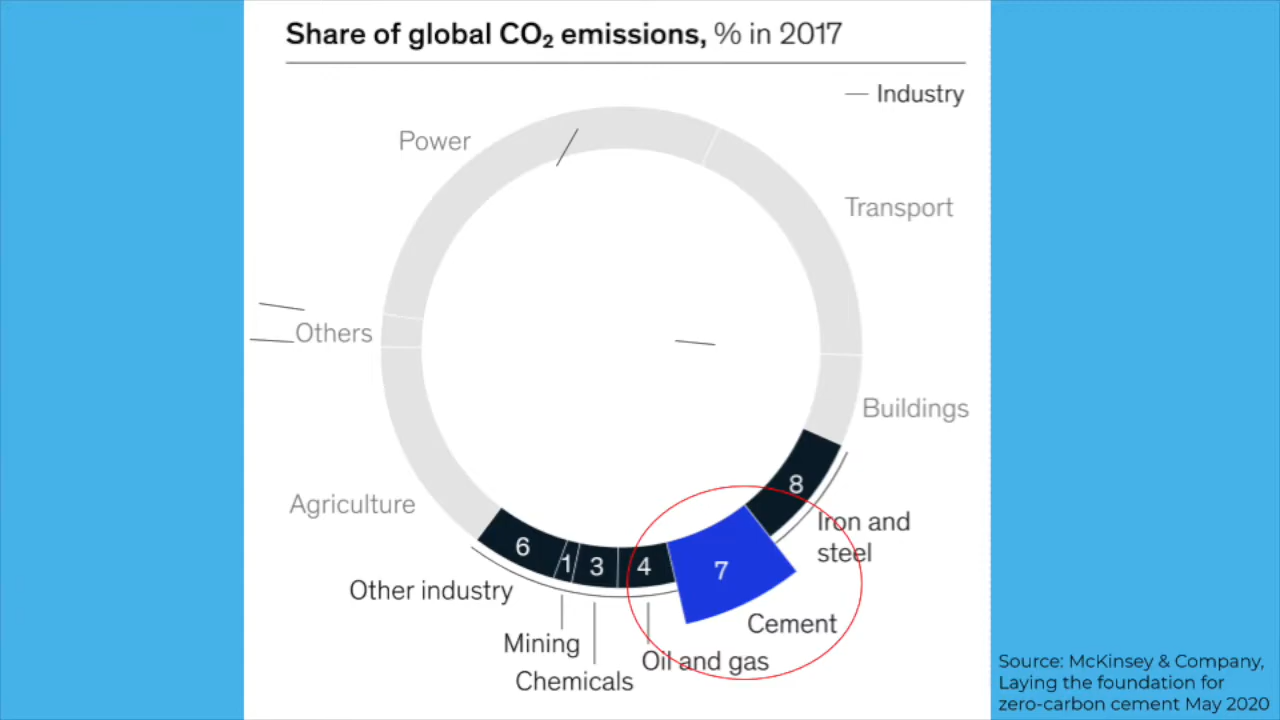 Share of global CO₂ emissions, % in 2017
Industry
Power
Transport
Others
Buildings
Agriculture
8
Iron and
steel
6
1
3
4
7
Other industry
Cement
Mining
Oil and gas
Chemicals
Source: McKinsey & Company,
Laying the foundation for
zero-carbon cement May 2020